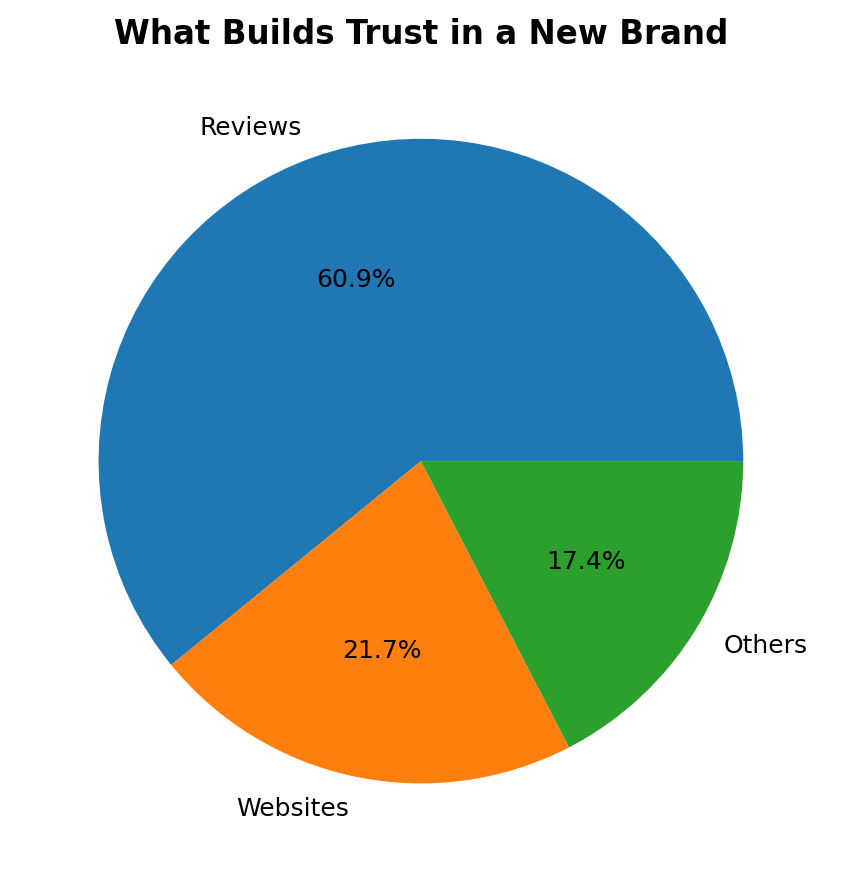 What Builds Trust in a New Brand
Reviews
60.9%
17.4%
Others
21.7%
Websites